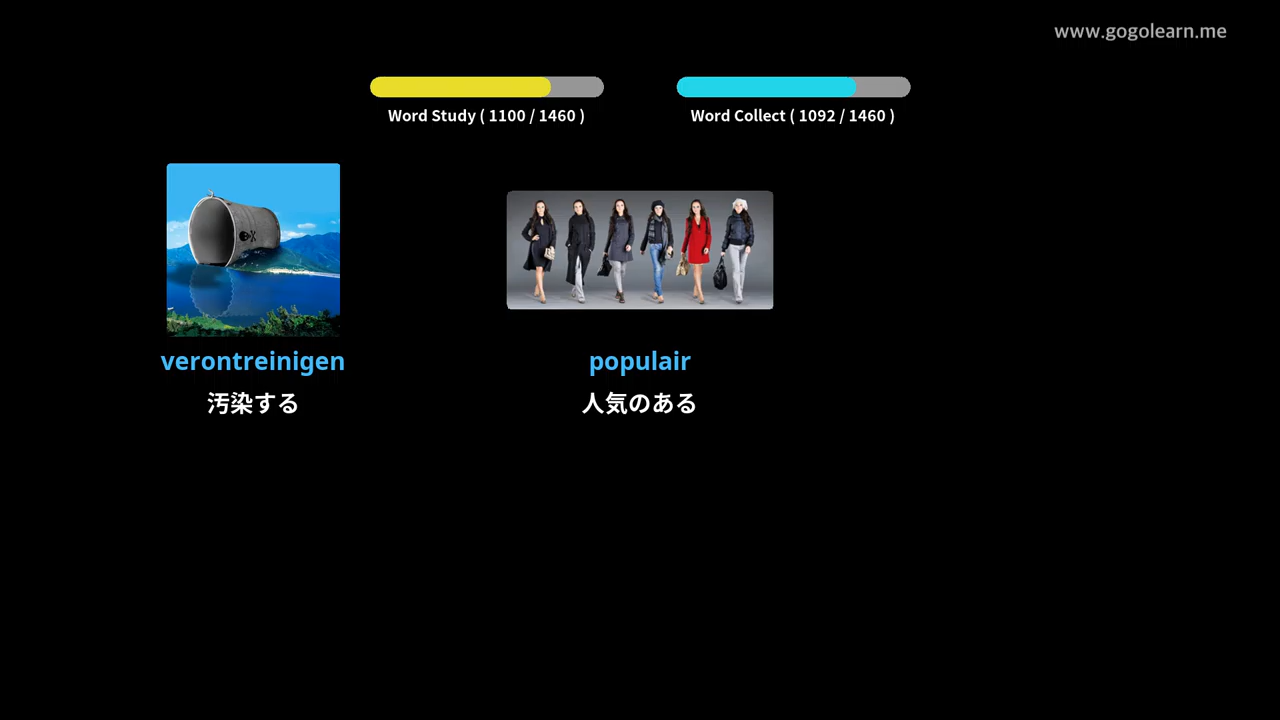 www.gogolearn.me
Word Study ( 1100 / 1460 )
Word Collect ( 1092 / 1460 )
verontreinigen
汚染する
populair
人気のある